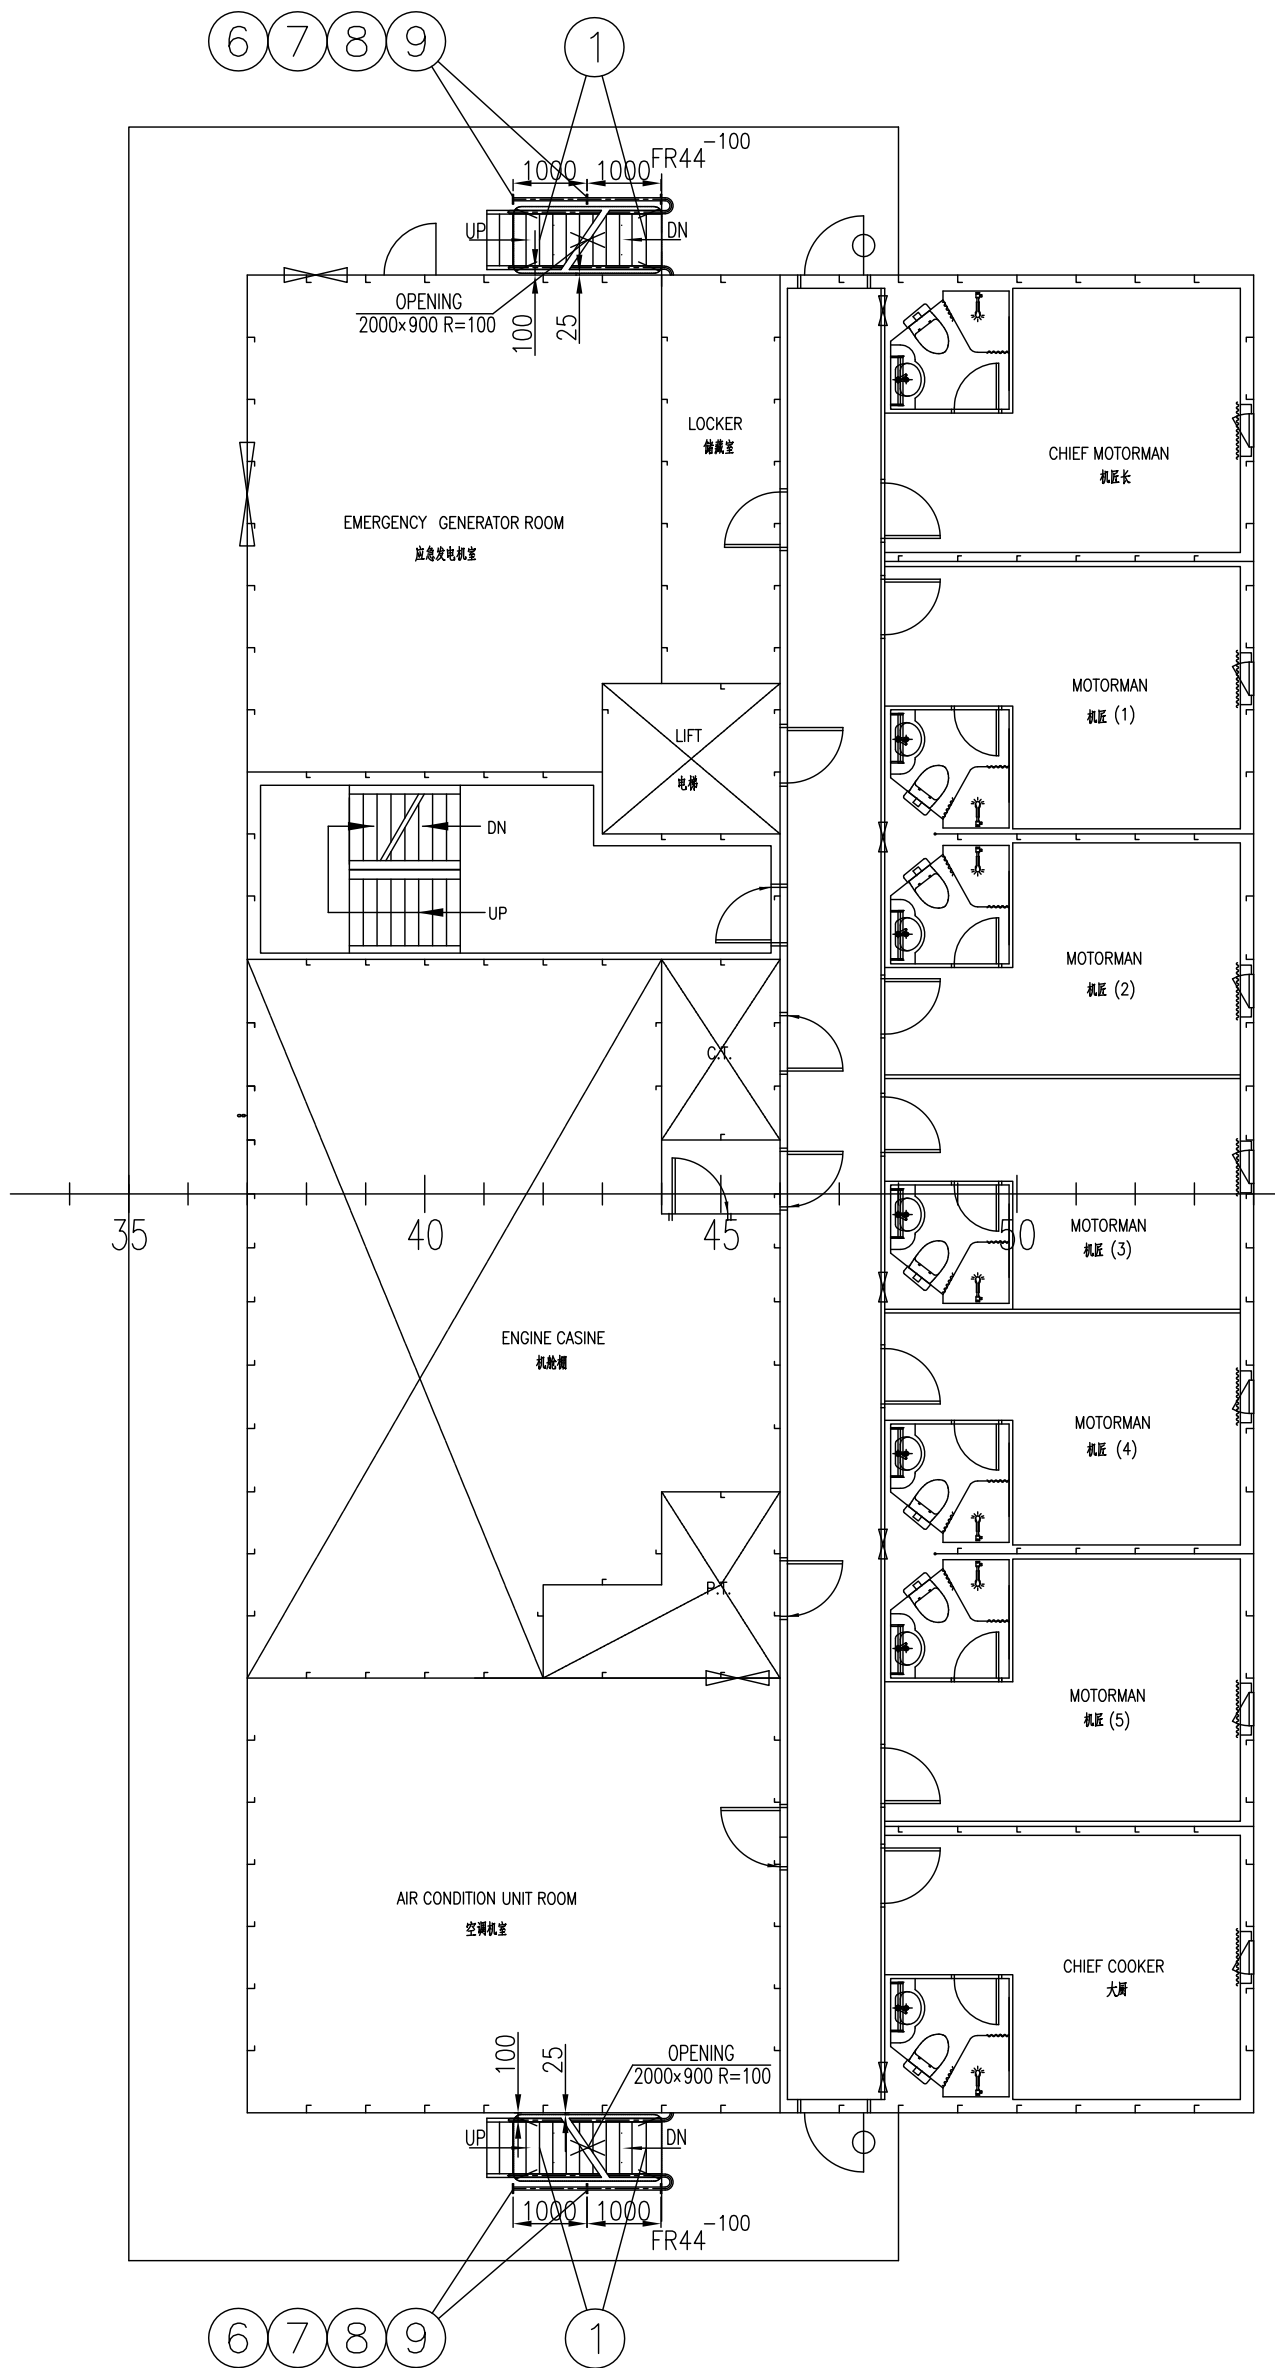 6 7 8 9 1
FR44 -100
1000 1000
UP DN
OPENING
2000×900 R=100
100
25
LOCKER
储藏室
CHIEF MOTORMAN
机匠长
EMERGENCY GENERATOR ROOM
应急发电机室
MOTORMAN
机匠 (1)
LIFT
电梯
DN
UP
MOTORMAN
机匠 (2)
C.T.
35 40 45 50
MOTORMAN
机匠 (3)
ENGINE CASINE
机舱棚
MOTORMAN
机匠 (4)
P.T.
MOTORMAN
机匠 (5)
AIR CONDITION UNIT ROOM
空调机室
CHIEF COOKER
大厨
100
25
OPENING
2000×900 R=100
UP DN
1000 1000
FR44 -100
6 7 8 9 1